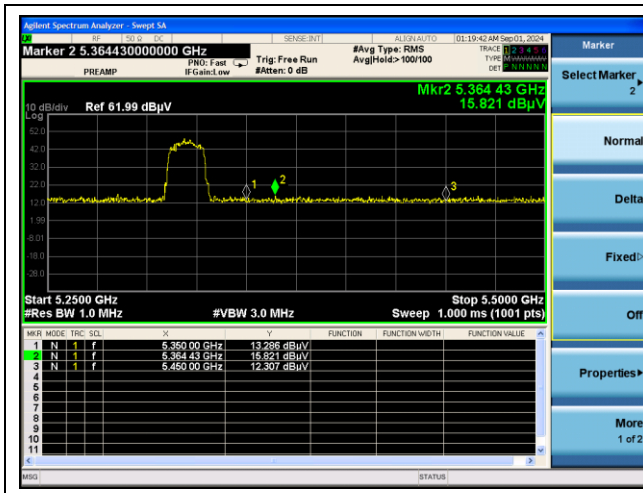 Agilent Spectrum Analyzer - Swept SA
RF 50 Ω DC SENSE:INT ALIGN AUTO 01:19:42 AM Sep 01, 2024
Marker 2 5.364430000000 GHz
#Avg Type: RMS
TRACE 1 2 3 4 5 6
PNO: Fast Trig: Free Run Avg|Hold:> 100/100
TYPE
PREAMP IFGain:Low #Atten: 0 dB
DET P N N N N N
Mkr2 5.364 43 GHz
15.821 dBµV
10 dB/div Ref 61.99 dBµV
Log
52.0
42.0
32.0
22.0
12.0
1.99
-8.01
-18.0
-28.0
1
2
3
Start 5.2500 GHz Stop 5.5000 GHz
#Res BW 1.0 MHz #VBW 3.0 MHz Sweep 1.000 ms (1001 pts)
MKR MODE TRC SCL X Y FUNCTION FUNCTION WIDTH FUNCTION VALUE
1 N 1 f 5.350 00 GHz 13.286 dBµV
2 N 1 f 5.364 43 GHz 15.821 dBµV
3 N 1 f 5.450 00 GHz 12.307 dBµV
4
5
6
7
8
9
10
11
MSG STATUS
Marker
Select Marker
2
Normal
Delta
Fixed
Off
Properties
More
1 of 2